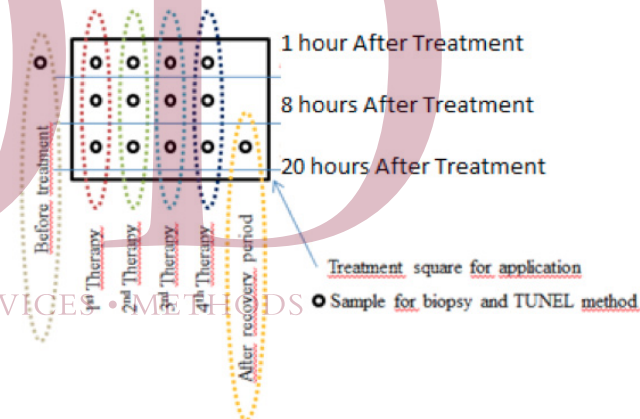 1 hour After Treatment
8 hours After Treatment
20 hours After Treatment
Before treatment
1st Therapy
2nd Therapy
3rd Therapy
4th Therapy
After recovery period
Treatment square for application
Sample for biopsy and TUNEL method
VICES • METHODS